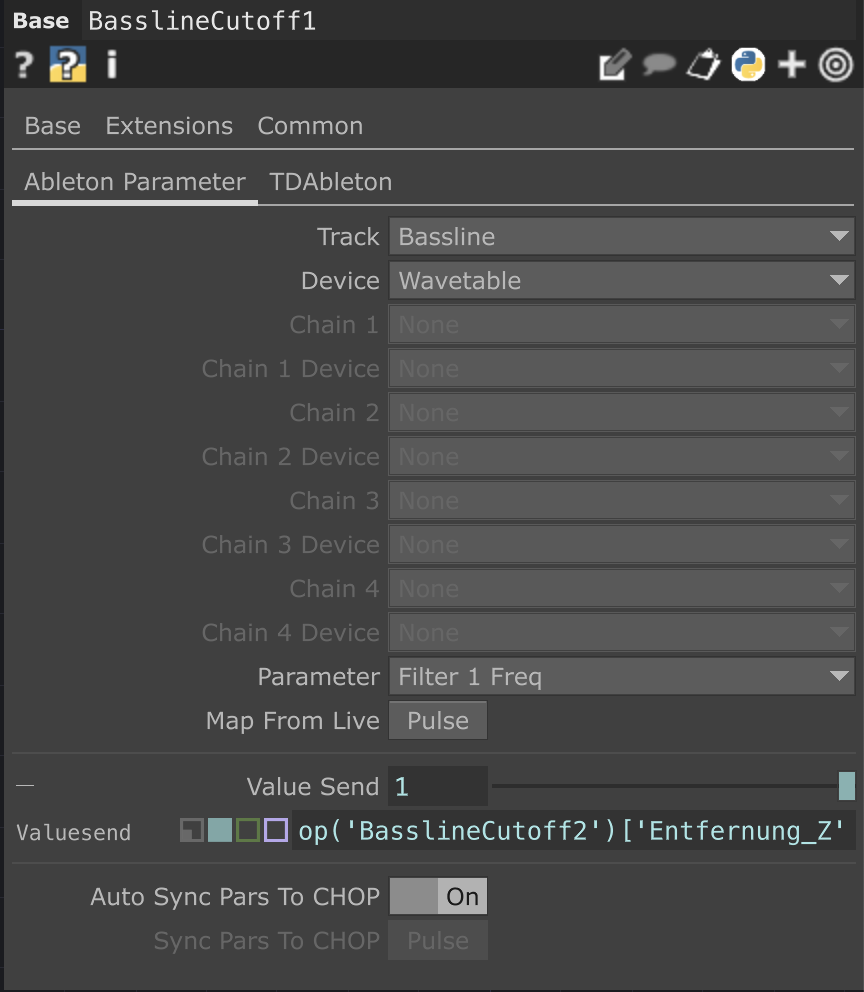 Base BasslineCutoff1
? ? i
Base Extensions Common
Ableton Parameter TDAbleton
Track Bassline
Device Wavetable
Chain 1 None
Chain 1 Device None
Chain 2 None
Chain 2 Device None
Chain 3 None
Chain 3 Device None
Chain 4 None
Chain 4 Device None
Parameter Filter 1 Freq
Map From Live Pulse
Value Send 1
Valuesend op('BasslineCutoff2')['Entfernung_Z'
Auto Sync Pars To CHOP On
Sync Pars To CHOP Pulse